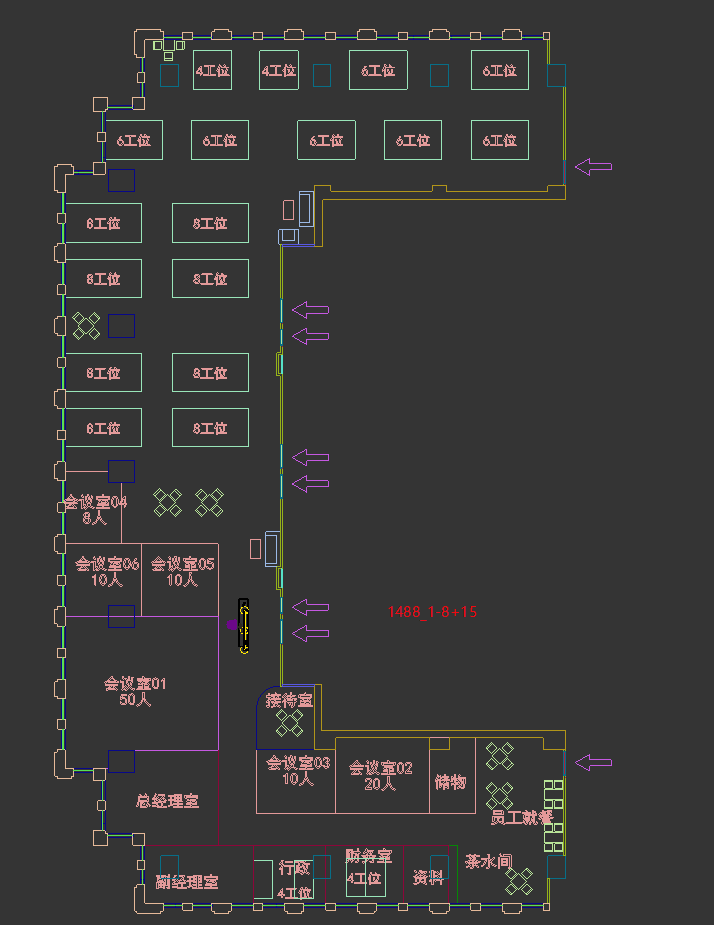 4工位
4工位
6工位
6工位
6工位
6工位
6工位
6工位
6工位
8工位
8工位
8工位
8工位
8工位
8工位
8工位
8工位
会议室04
8人
会议室06
10人
会议室05
10人
1488_1-8+15
会议室01
50人
接待室
会议室03
10人
会议室02
20人
储物
总经理室
员工就餐
副经理室
行政
4工位
财务室
4工位
资料
茶水间